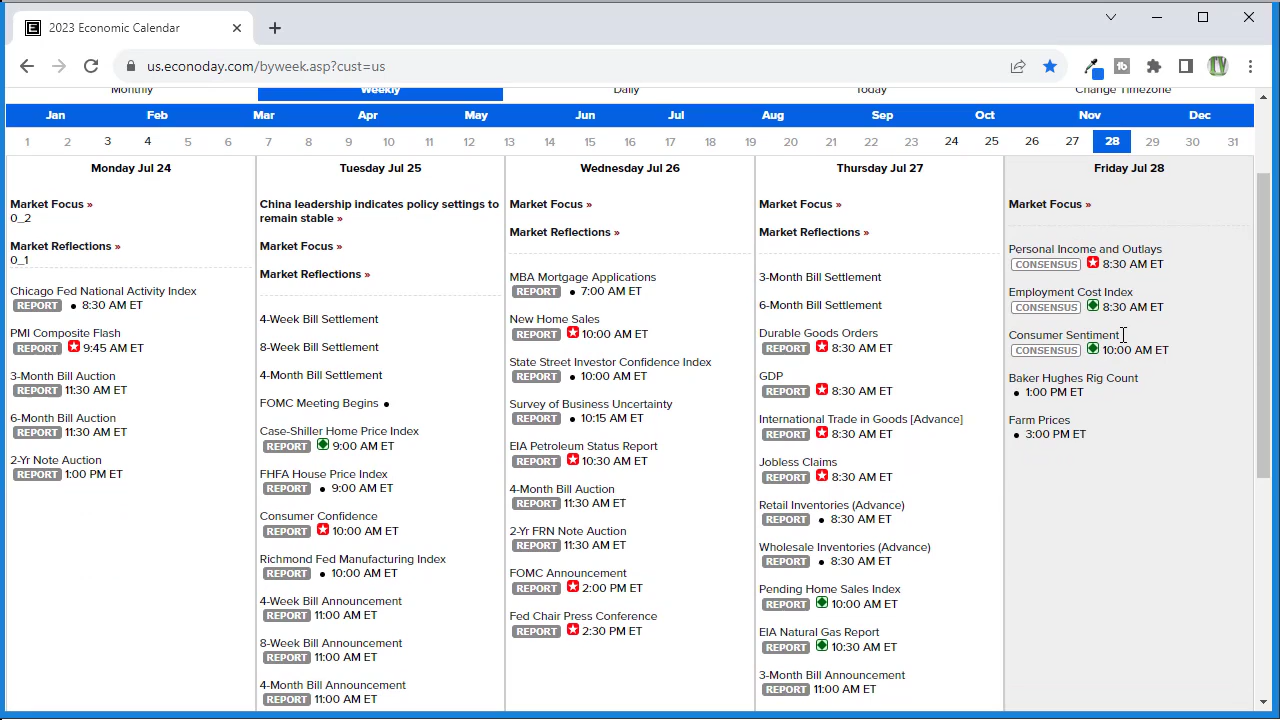 2023 Economic Calendar
us.econoday.com/byweek.asp?cust=us
Monthly Weekly Daily Today Change Timezone
Jan Feb Mar Apr May Jun Jul Aug Sep Oct Nov Dec
1 2 3 4 5 6 7 8 9 10 11 12 13 14 15 16 17 18 19 20 21 22 23 24 25 26 27 28 29 30 31
Monday Jul 24
Market Focus »
0_2
Market Reflections »
0_1
Chicago Fed National Activity Index
REPORT • 8:30 AM ET
PMI Composite Flash
REPORT 9:45 AM ET
3-Month Bill Auction
REPORT 11:30 AM ET
6-Month Bill Auction
REPORT 11:30 AM ET
2-Yr Note Auction
REPORT 1:00 PM ET
Tuesday Jul 25
China leadership indicates policy settings to
remain stable »
Market Focus »
Market Reflections »
4-Week Bill Settlement
8-Week Bill Settlement
4-Month Bill Settlement
FOMC Meeting Begins •
Case-Shiller Home Price Index
REPORT 9:00 AM ET
FHFA House Price Index
REPORT • 9:00 AM ET
Consumer Confidence
REPORT 10:00 AM ET
Richmond Fed Manufacturing Index
REPORT • 10:00 AM ET
4-Week Bill Announcement
REPORT 11:00 AM ET
8-Week Bill Announcement
REPORT 11:00 AM ET
4-Month Bill Announcement
REPORT 11:00 AM ET
Wednesday Jul 26
Market Focus »
Market Reflections »
MBA Mortgage Applications
REPORT • 7:00 AM ET
New Home Sales
REPORT 10:00 AM ET
State Street Investor Confidence Index
REPORT • 10:00 AM ET
Survey of Business Uncertainty
REPORT • 10:15 AM ET
EIA Petroleum Status Report
REPORT 10:30 AM ET
4-Month Bill Auction
REPORT 11:30 AM ET
2-Yr FRN Note Auction
REPORT 11:30 AM ET
FOMC Announcement
REPORT 2:00 PM ET
Fed Chair Press Conference
REPORT 2:30 PM ET
Thursday Jul 27
Market Focus »
Market Reflections »
3-Month Bill Settlement
6-Month Bill Settlement
Durable Goods Orders
REPORT 8:30 AM ET
GDP
REPORT 8:30 AM ET
International Trade in Goods [Advance]
REPORT 8:30 AM ET
Jobless Claims
REPORT 8:30 AM ET
Retail Inventories (Advance)
REPORT • 8:30 AM ET
Wholesale Inventories (Advance)
REPORT • 8:30 AM ET
Pending Home Sales Index
REPORT 10:00 AM ET
EIA Natural Gas Report
REPORT 10:30 AM ET
3-Month Bill Announcement
REPORT 11:00 AM ET
Friday Jul 28
Market Focus »
Personal Income and Outlays
CONSENSUS 8:30 AM ET
Employment Cost Index
CONSENSUS 8:30 AM ET
Consumer Sentiment
CONSENSUS 10:00 AM ET
Baker Hughes Rig Count
• 1:00 PM ET
Farm Prices
• 3:00 PM ET